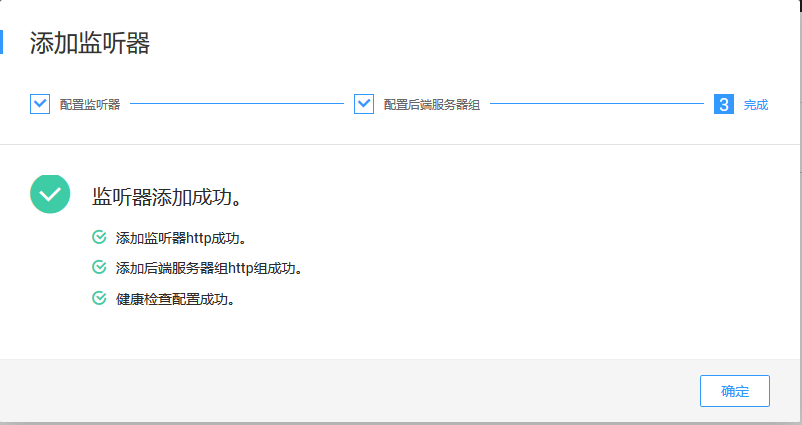 添加监听器
配置监听器 配置后端服务器组 3 完成
监听器添加成功。
添加监听器http成功。
添加后端服务器组http组成功。
健康检查配置成功。
确定